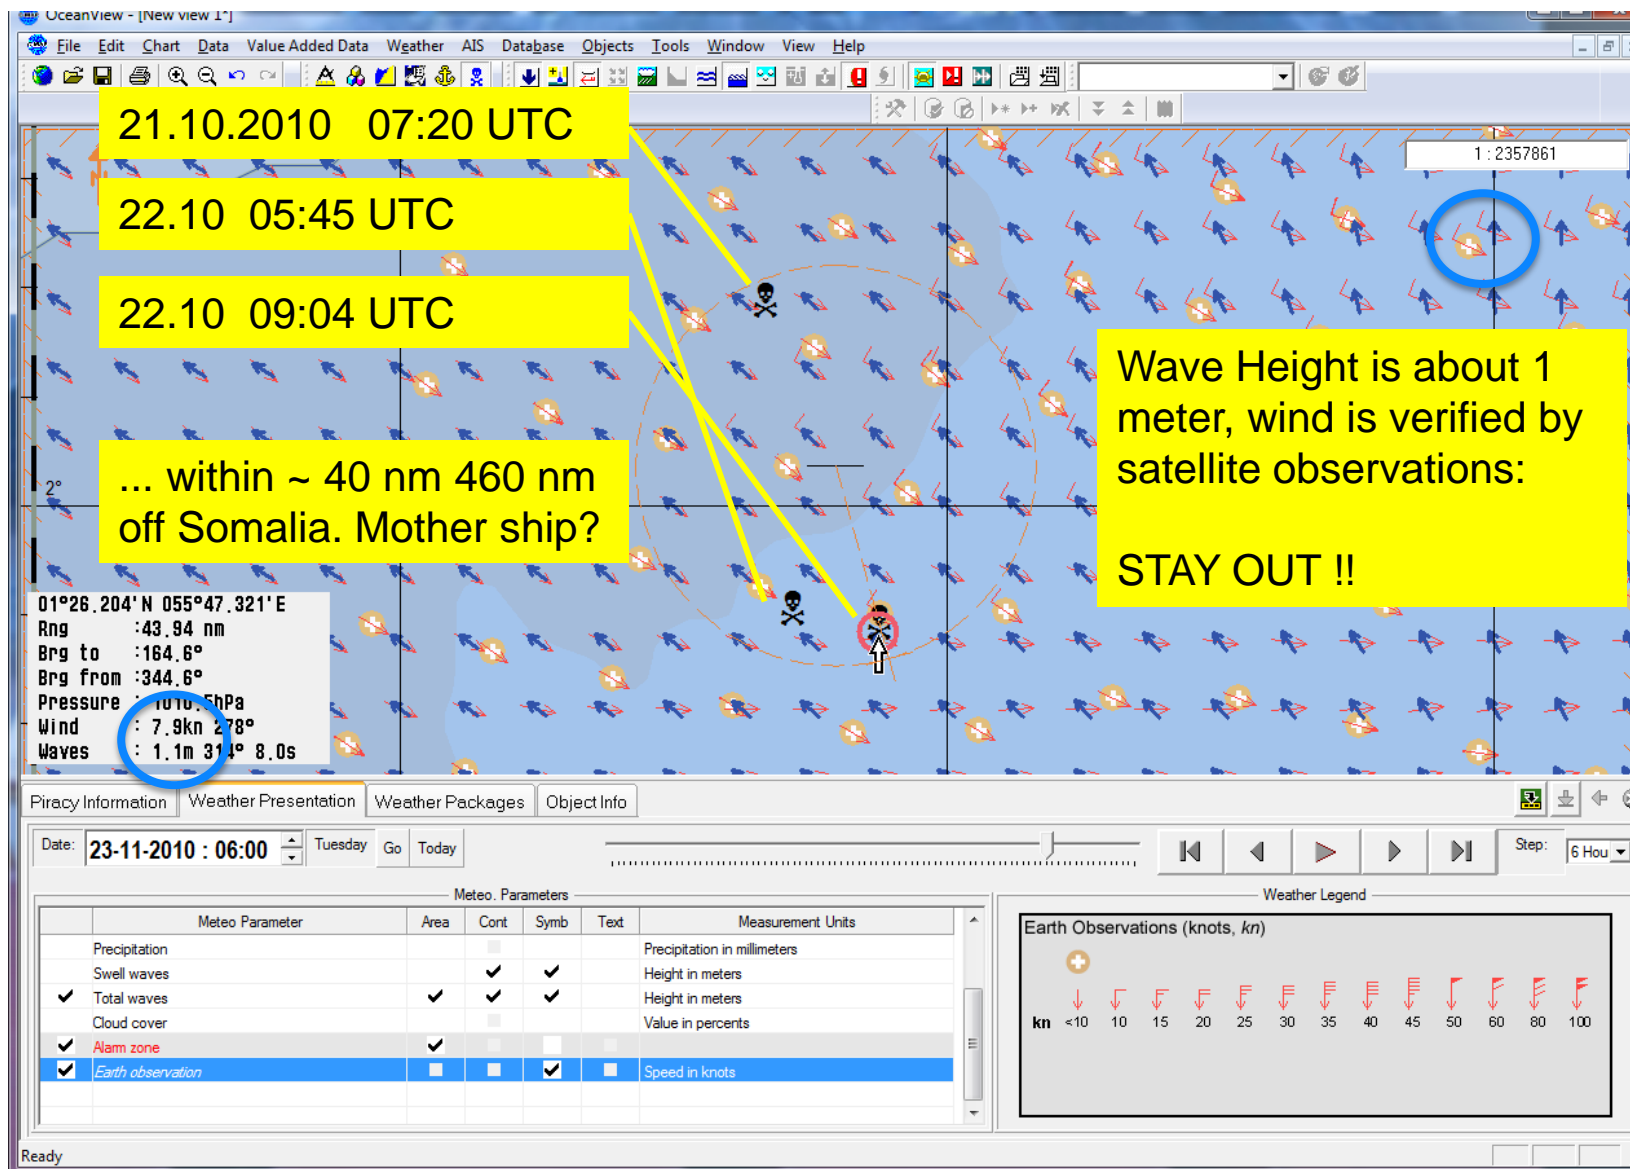 OceanView - [New view 1*]
File Edit Chart Data Value Added Data Weather AIS Database Objects Tools Window View Help
21.10.2010 07:20 UTC
1 : 2357861
N
22.10 05:45 UTC
22.10 09:04 UTC
Wave Height is about 1
meter, wind is verified by
satellite observations:
STAY OUT !!
2°
... within ~ 40 nm 460 nm
off Somalia. Mother ship?
01°26.204'N 055°47.321'E
Rng :43.94 nm
Brg to :164.6°
Brg from :344.6°
Pressure : 1010.5hPa
Wind : 7.9kn 278°
Waves : 1.1m 314° 8.0s
Piracy Information Weather Presentation Weather Packages Object Info
Date: 23-11-2010 : 06:00 Tuesday Go Today Step: 6 Hou
Meteo. Parameters
Meteo Parameter Area Cont Symb Text Measurement Units
Precipitation Precipitation in millimeters
Swell waves Height in meters
Total waves Height in meters
Cloud cover Value in percents
Alarm zone
Earth observation Speed in knots
Weather Legend
Earth Observations (knots, kn)
kn <10 10 15 20 25 30 35 40 45 50 60 80 100
Ready